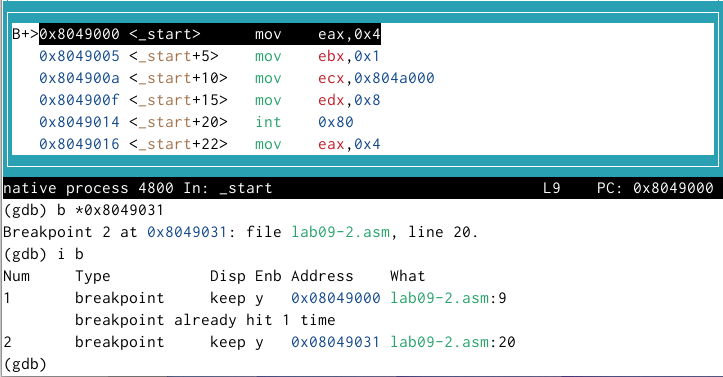 B+>0x8049000 <_start>     mov    eax,0x4
   0x8049005 <_start+5>   mov    ebx,0x1
   0x804900a <_start+10>  mov    ecx,0x804a000
   0x804900f <_start+15>  mov    edx,0x8
   0x8049014 <_start+20>  int    0x80
   0x8049016 <_start+22>  mov    eax,0x4
native process 4800 In: _start                              L9    PC: 0x8049000
(gdb) b *0x8049031
Breakpoint 2 at 0x8049031: file lab09-2.asm, line 20.
(gdb) i b
Num     Type           Disp Enb Address    What
1       breakpoint     keep y   0x08049000 lab09-2.asm:9
        breakpoint already hit 1 time
2       breakpoint     keep y   0x08049031 lab09-2.asm:20
(gdb)